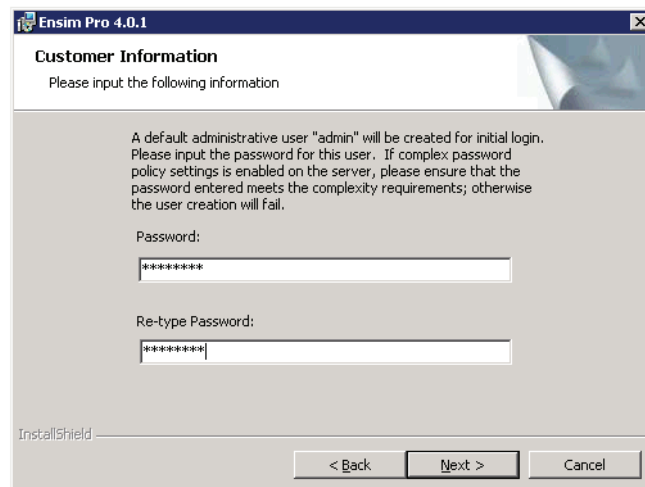 Ensim Pro 4.0.1
Customer Information
Please input the following information
A default administrative user "admin" will be created for initial login.
Please input the password for this user. If complex password
policy settings is enabled on the server, please ensure that the
password entered meets the complexity requirements; otherwise
the user creation will fail.
Password:
********
Re-type Password:
********
InstallShield
< Back Next > Cancel